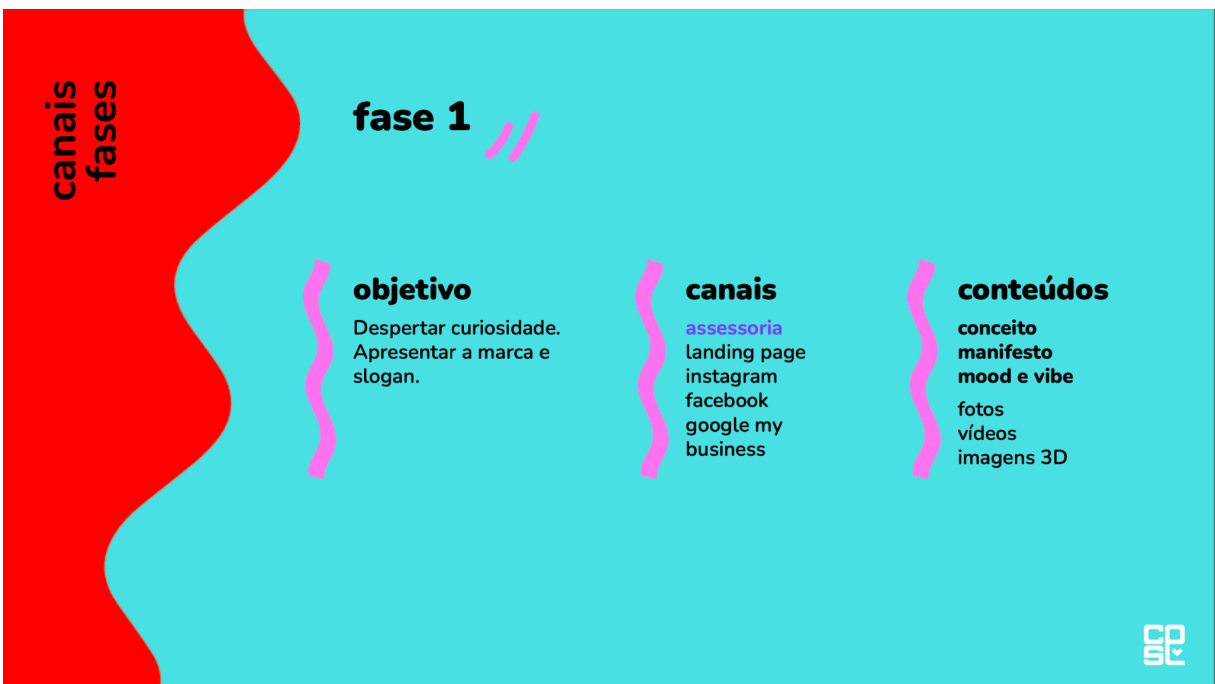 canais
fases
fase 1
objetivo
Despertar curiosidade.
Apresentar a marca e
slogan.
canais
assessoria
landing page
instagram
facebook
google my
business
conteúdos
conceito
manifesto
mood e vibe
fotos
vídeos
imagens 3D